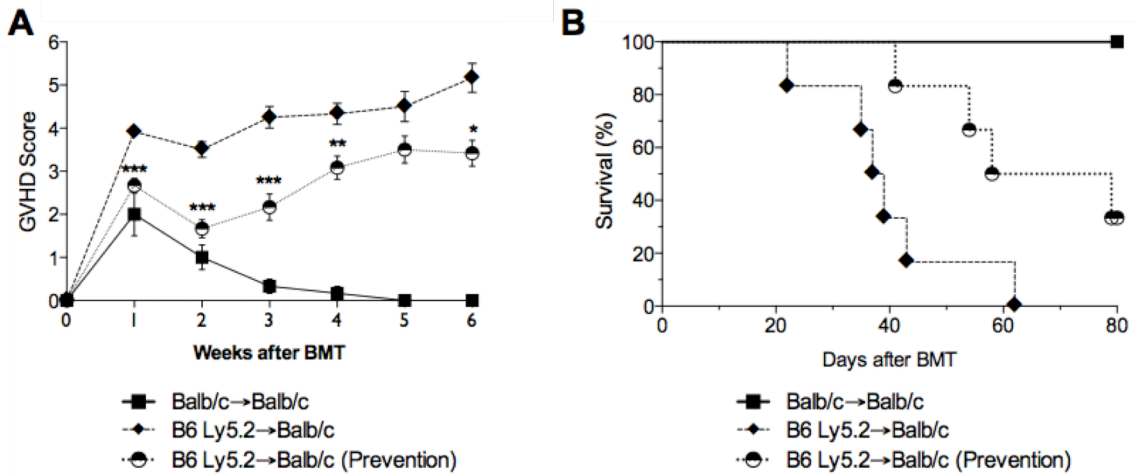 A
GVHD Score
6
5
4
3
2
1
0
***
***
***
**
*
0 1 2 3 4 5 6
Weeks after BMT
Balb/c→Balb/c
B6 Ly5.2→Balb/c
B6 Ly5.2→Balb/c (Prevention)
B
Survival (%)
100
80
60
40
20
0
0 20 40 60 80
Days after BMT
Balb/c→Balb/c
B6 Ly5.2→Balb/c
B6 Ly5.2→Balb/c (Prevention)